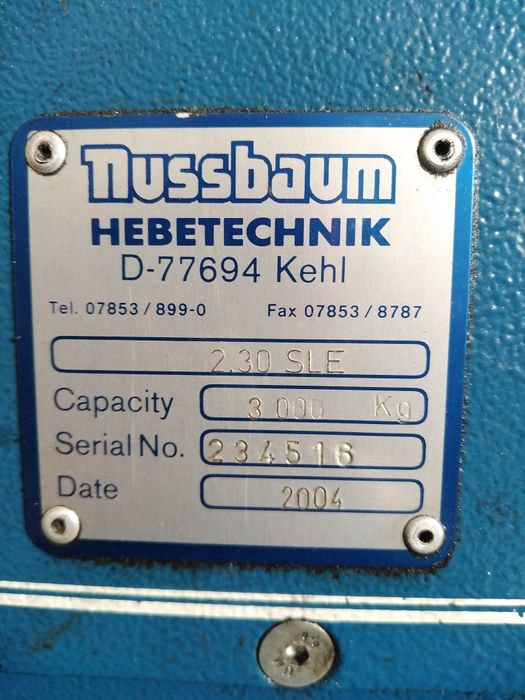 nussbaum
HEBETECHNIK
D-77694 Kehl
Tel. 07853/899-0 Fax 07853/8787
2.30 SLE
Capacity 3 000 Kg
Serial No. 234516
Date 2004